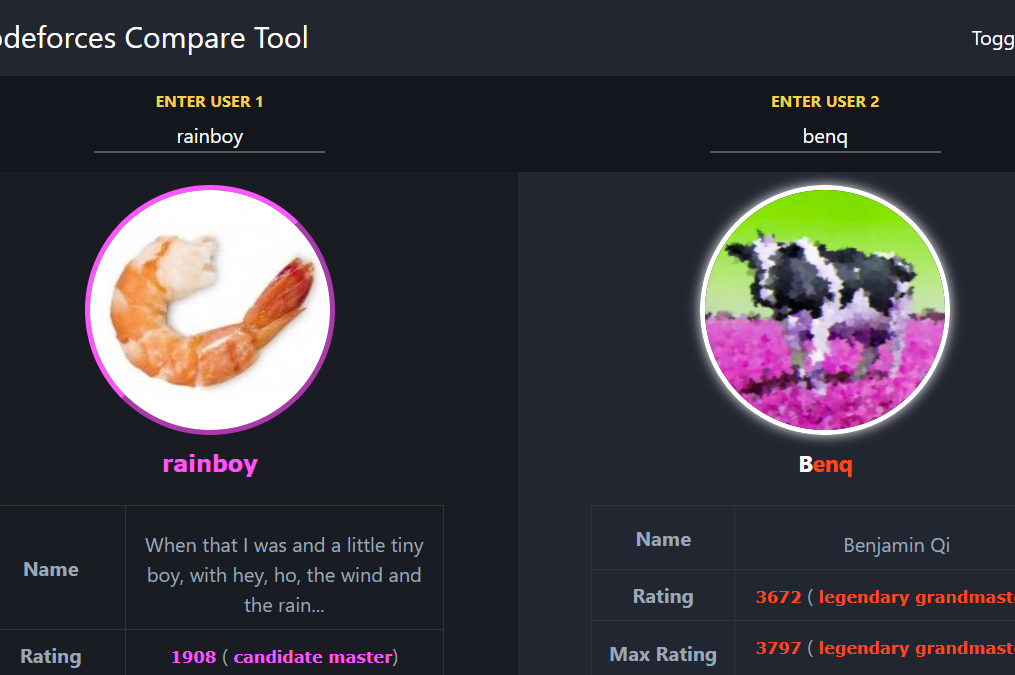 odeforces Compare Tool
Togg
ENTER USER 1
rainboy
ENTER USER 2
benq
rainboy
Name
When that I was and a little tiny
boy, with hey, ho, the wind and
the rain...
Rating
1908 ( candidate master)
Benq
Name
Benjamin Qi
Rating
3672 ( legendary grandmast
Max Rating
3797 ( legendary grandmast